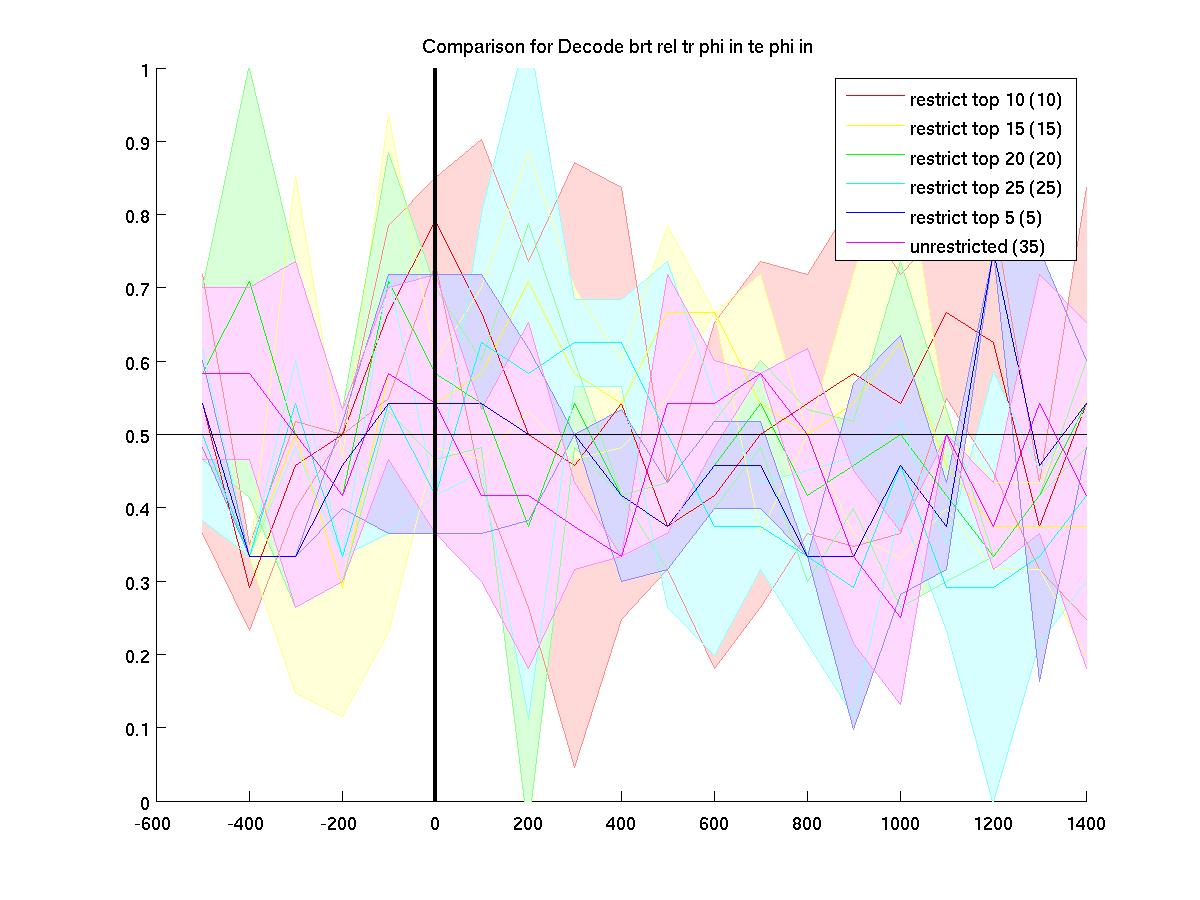 Comparison for Decode brt rel tr phi in te phi in
1
0.9
0.8
0.7
0.6
0.5
0.4
0.3
0.2
0.1
0
restrict top 10 (10)
restrict top 15 (15)
restrict top 20 (20)
restrict top 25 (25)
restrict top 5 (5)
unrestricted (35)
-600 -400 -200 0 200 400 600 800 1000 1200 1400